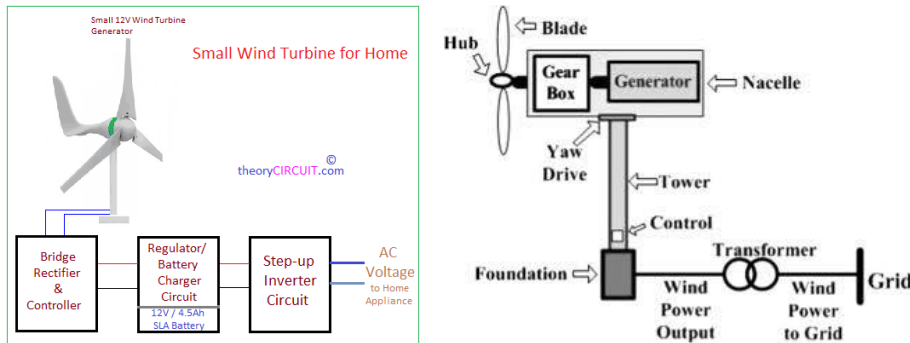 Small 12V Wind Turbine
Generator
Small Wind Turbine for Home
©
theoryCIRCUIT.com
Bridge
Rectifier
&
Controller
Regulator/
Battery
Charger
Circuit
12V / 4.5Ah
SLA Battery
Step-up
Inverter
Circuit
AC
Voltage
to Home
Appliance
Blade
Hub
Gear
Box
Generator
Nacelle
Yaw
Drive
Tower
Control
Foundation
Transformer
Grid
Wind
Power
Output
Wind
Power
to Grid